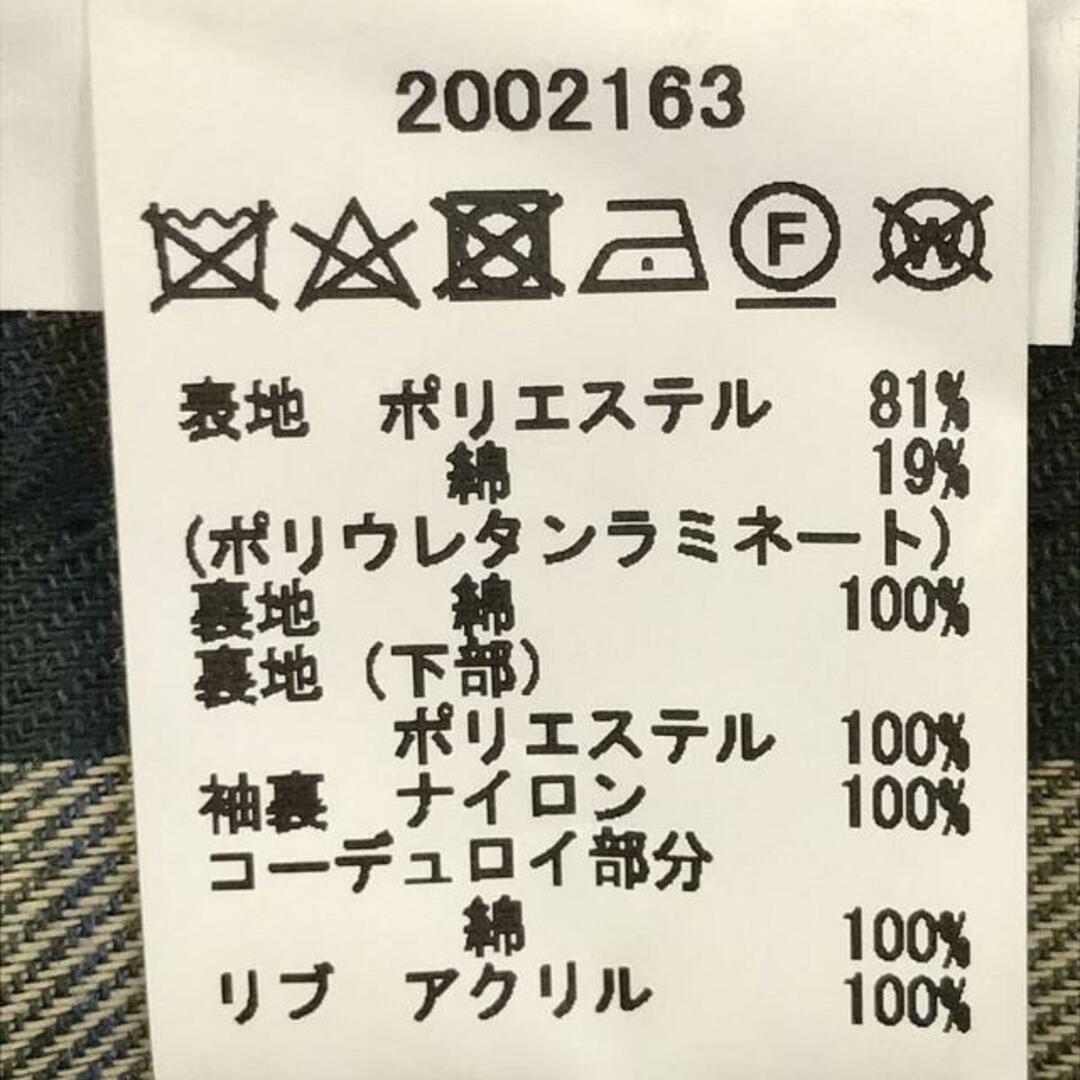 2002163
F W
表地 ポリエステル 81%
綿 19%
(ポリウレタンラミネート)
裏地 綿 100%
裏地 (下部)
ポリエステル 100%
袖裏 ナイロン 100%
コーデュロイ部分
綿 100%
リブ アクリル 100%